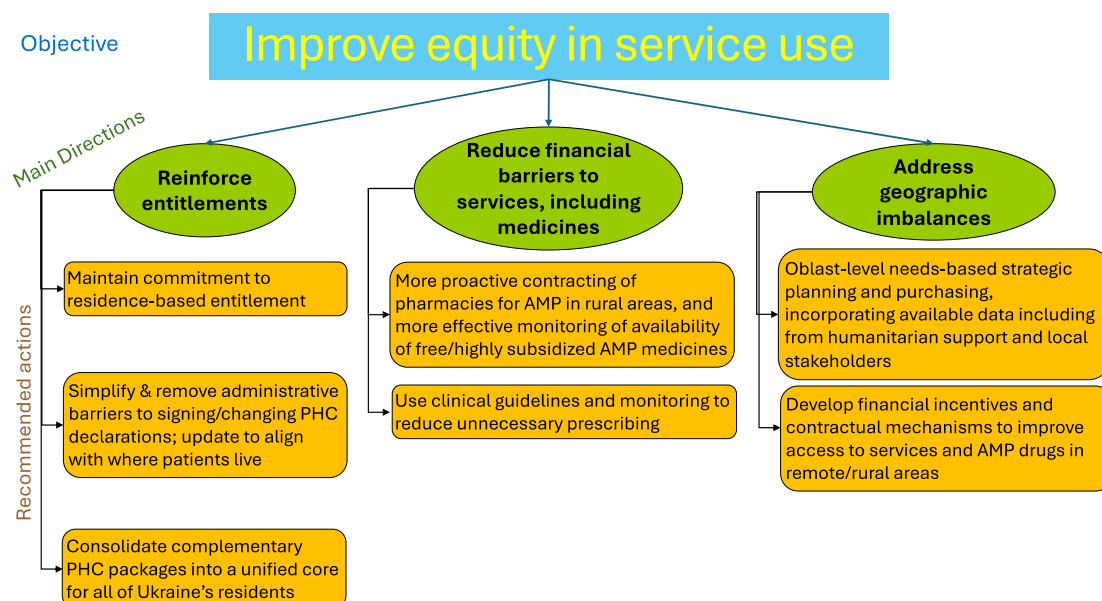 Objective
Improve equity in service use
Main Directions
Reinforce
entitlements
Reduce financial
barriers to
services, including
medicines
Address
geographic
imbalances
Recommended actions
Maintain commitment to
residence-based entitlement
Simplify & remove administrative
barriers to signing/changing PHC
declarations; update to align
with where patients live
Consolidate complementary
PHC packages into a unified core
for all of Ukraine's residents
More proactive contracting of
pharmacies for AMP in rural areas, and
more effective monitoring of availability
of free/highly subsidized AMP medicines
Use clinical guidelines and monitoring to
reduce unnecessary prescribing
Oblast-level needs-based strategic
planning and purchasing,
incorporating available data including
from humanitarian support and local
stakeholders
Develop financial incentives and
contractual mechanisms to improve
access to services and AMP drugs in
remote/rural areas